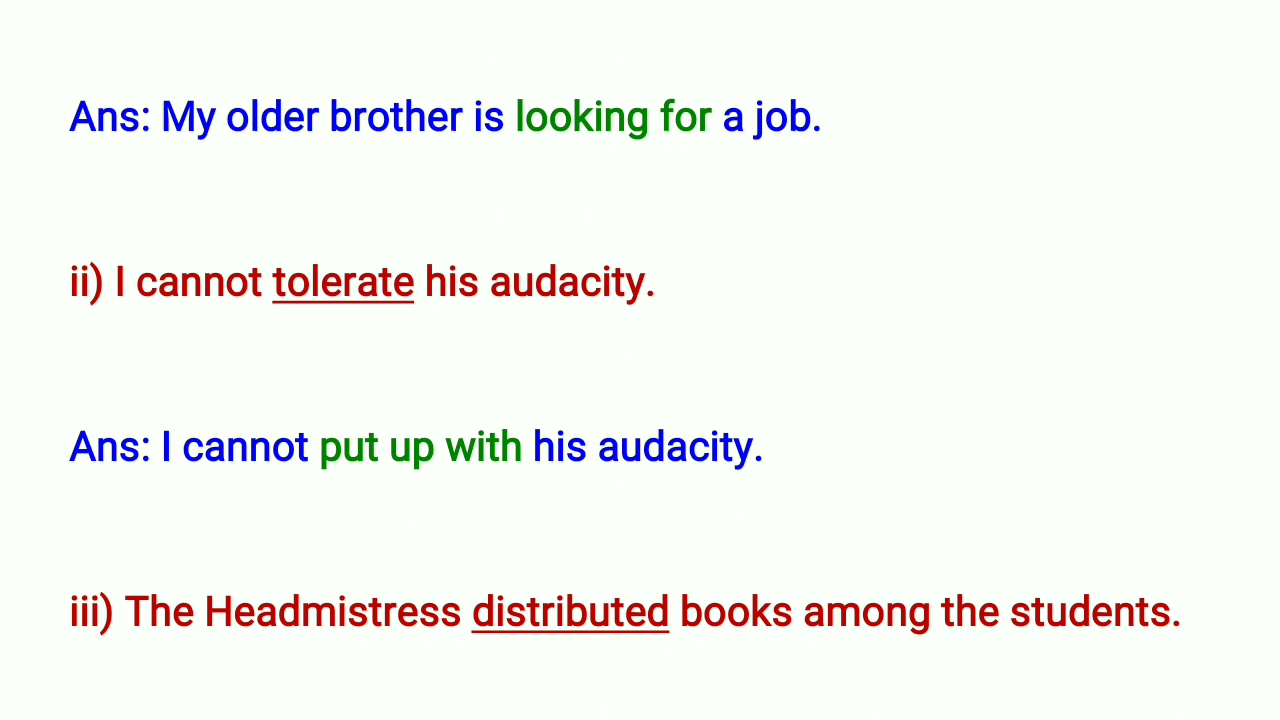 Ans: My older brother is looking for a job.
ii) I cannot tolerate his audacity.
Ans: I cannot put up with his audacity.
iii) The Headmistress distributed books among the students.